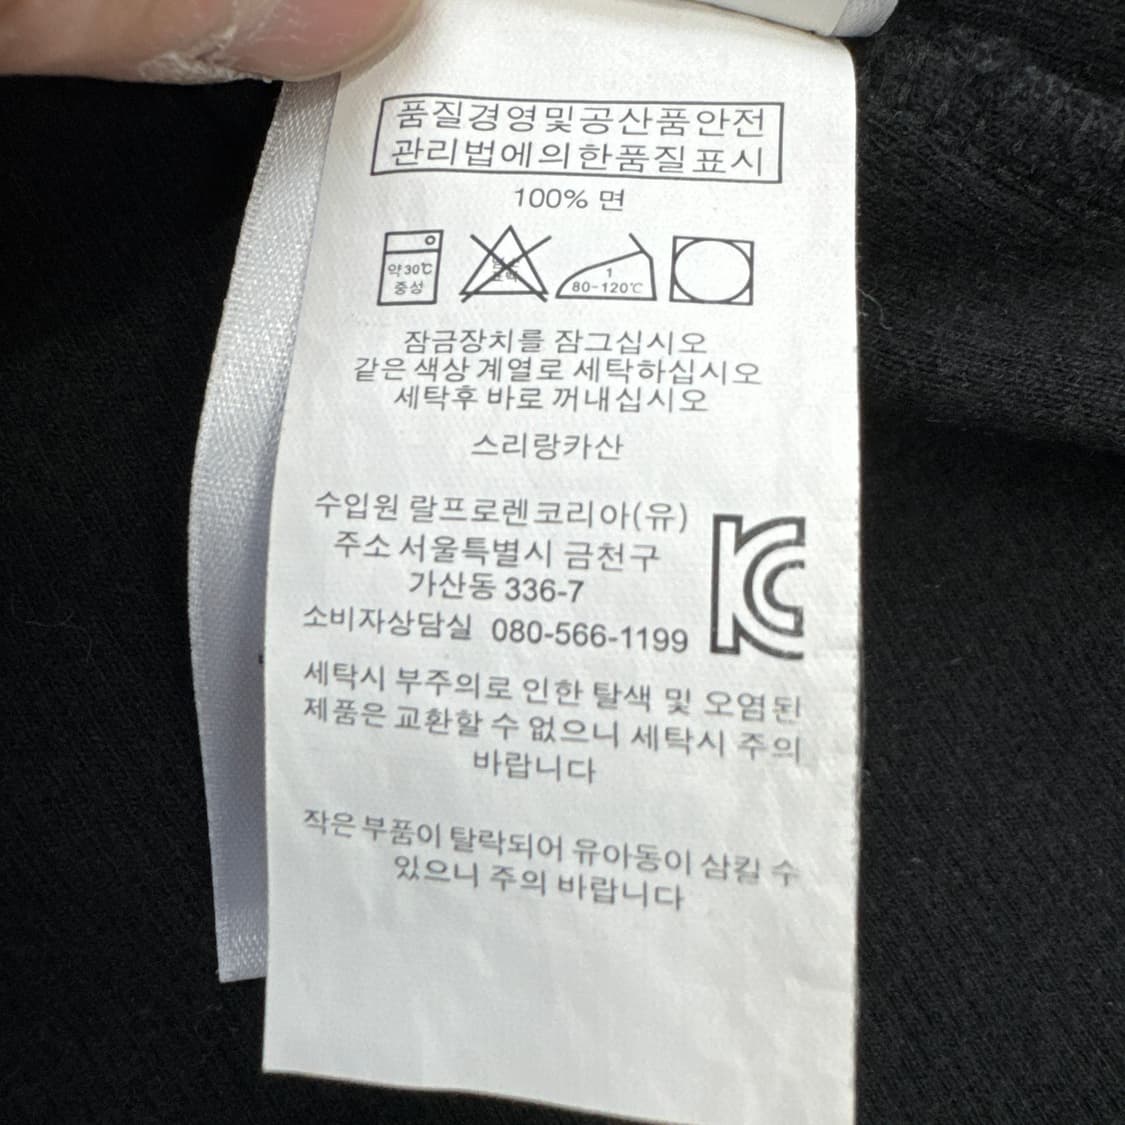 품질경영및공산품안전
관리법에의한품질표시
100% 면
약30℃
중성
1
80-120℃
잠금장치를 잠그십시오
같은 색상 계열로 세탁하십시오
세탁후 바로 꺼내십시오
스리랑카산
수입원 랄프로렌코리아(유)
주소 서울특별시 금천구
가산동 336-7
소비자상담실 080-566-1199
세탁시 부주의로 인한 탈색 및 오염된
제품은 교환할 수 없으니 세탁시 주의
바랍니다
작은 부품이 탈락되어 유아동이 삼킬 수
있으니 주의 바랍니다